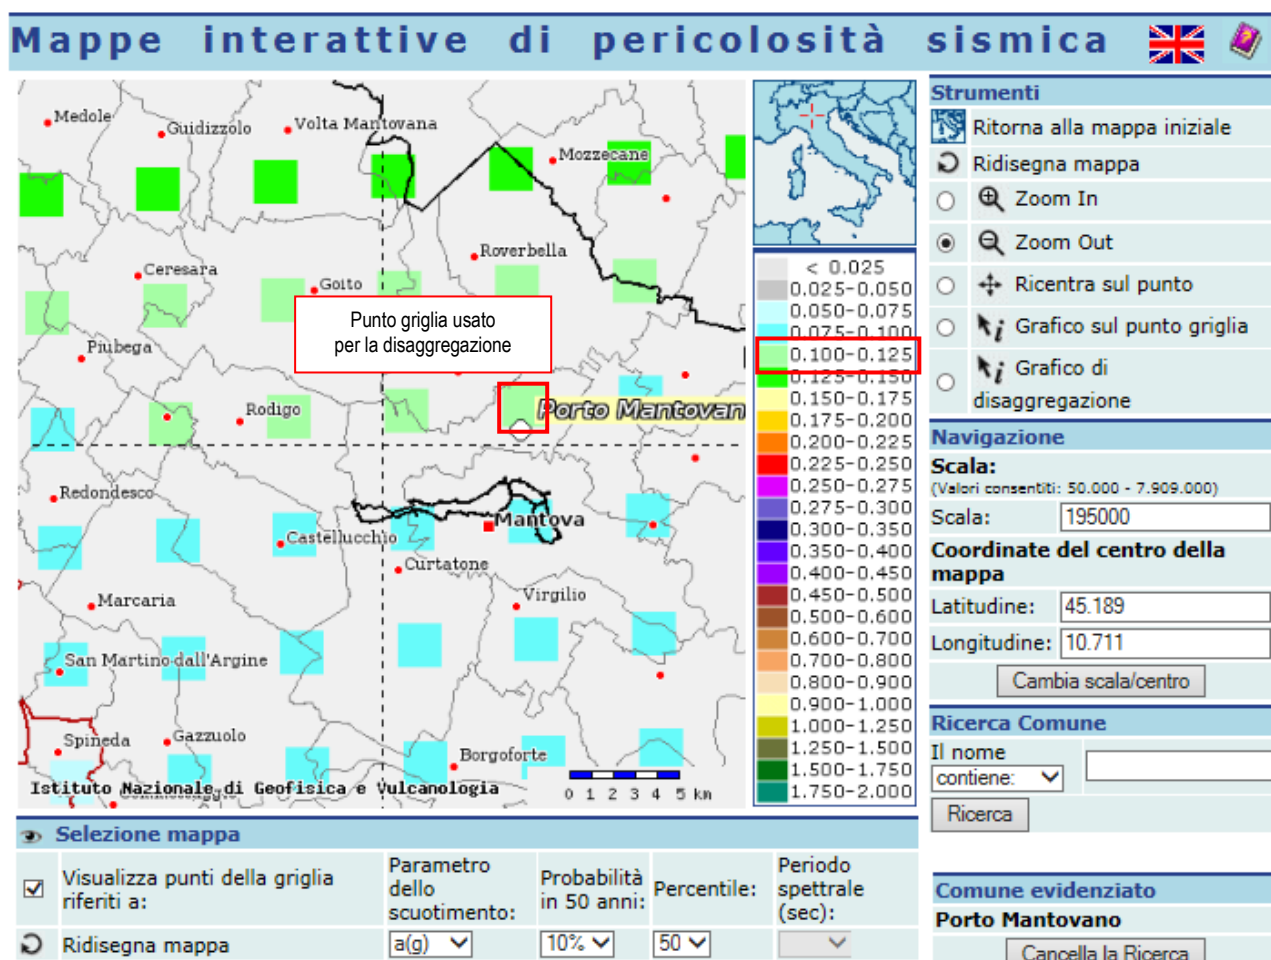 Mappe interattive di pericolosità sismica
Medole
Guidizzolo
Volta Mantovana
Mozzecane
Roverbella
Ceresara
Goito
Punto griglia usato
per la disaggregazione
Piubega
Rodigo
Porto Mantovan
Redondesco
Mantova
Castellucchio
Curtatone
Marcaria
Virgilio
San Martino dall'Argine
Spineda
Gazzuolo
Borgoforte
Istituto Nazionale di Geofisica e Vulcanologia
0 1 2 3 4 5 km
< 0.025
0.025-0.050
0.050-0.075
0.075-0.100
0.100-0.125
0.125-0.150
0.150-0.175
0.175-0.200
0.200-0.225
0.225-0.250
0.250-0.275
0.275-0.300
0.300-0.350
0.350-0.400
0.400-0.450
0.450-0.500
0.500-0.600
0.600-0.700
0.700-0.800
0.800-0.900
0.900-1.000
1.000-1.250
1.250-1.500
1.500-1.750
1.750-2.000
Strumenti
Ritorna alla mappa iniziale
Ridisegna mappa
Zoom In
Zoom Out
Ricentra sul punto
Grafico sul punto griglia
Grafico di
disaggregazione
Navigazione
Scala:
(Valori consentiti: 50.000 - 7.909.000)
Scala: 195000
Coordinate del centro della
mappa
Latitudine: 45.189
Longitudine: 10.711
Cambia scala/centro
Ricerca Comune
Il nome
contiene:
Ricerca
Comune evidenziato
Porto Mantovano
Cancella la Ricerca
Selezione mappa
Visualizza punti della griglia
riferiti a:
Parametro
dello
scuotimento:
Probabilità
in 50 anni:
Percentile:
Periodo
spettrale
(sec):
Ridisegna mappa
a(g)
10%
50